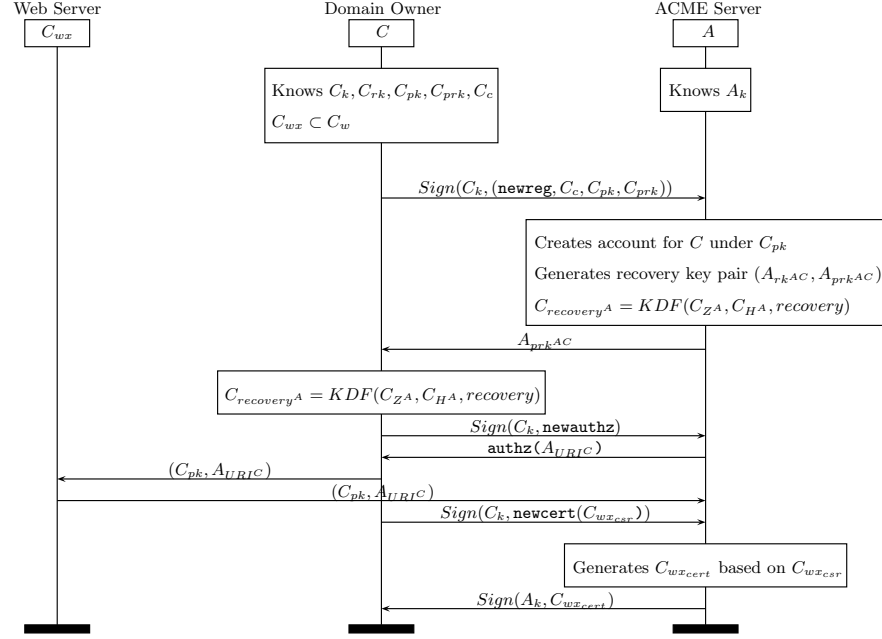 Web Server Domain Owner ACME Server
C_{wx} C A
Knows C_k, C_{rk}, C_{pk}, C_{prk}, C_c
C_{wx} ⊂ C_w
Knows A_k
Sign(C_k, (newreg, C_c, C_{pk}, C_{prk}))
Creates account for C under C_{pk}
Generates recovery key pair (A_{rk^{AC}}, A_{prk^{AC}})
C_{recovery^A} = KDF(C_{Z^A}, C_{H^A}, recovery)
A_{prk^{AC}}
C_{recovery^A} = KDF(C_{Z^A}, C_{H^A}, recovery)
Sign(C_k, newauthz)
authz(A_{URI^C})
(C_{pk}, A_{URI^C})
(C_{pk}, A_{URI^C})
Sign(C_k, newcert(C_{wx_{csr}}))
Generates C_{wx_{cert}} based on C_{wx_{csr}}
Sign(A_k, C_{wx_{cert}})